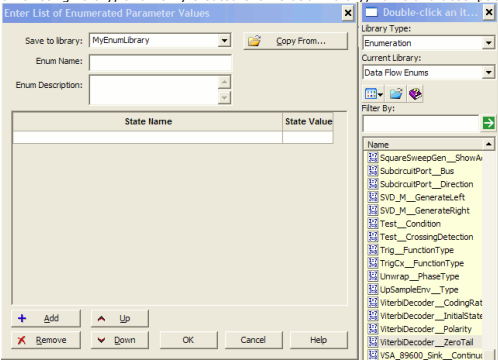 Enter List of Enumerated Parameter Values
Save to library:
MyEnumLibrary
Copy From...
Enum Name:
Enum Description:
State Name
State Value
Add
Up
Remove
Down
OK
Cancel
Help
Double-click an it...
Library Type:
Enumeration
Current Library:
Data Flow Enums
Filter By:
Name
SquareSweepGen__ShowA
SubcircuitPort__Bus
SubcircuitPort__Direction
SVD_M__GenerateLeft
SVD_M__GenerateRight
Test__Condition
Test__CrossingDetection
Trig__FunctionType
TrigCx__FunctionType
Unwrap__PhaseType
UpSampleEnv__Type
ViterbiDecoder__CodingRat
ViterbiDecoder__InitialState
ViterbiDecoder__Polarity
ViterbiDecoder__ZeroTail
VSA_89600_Sink__Continuo